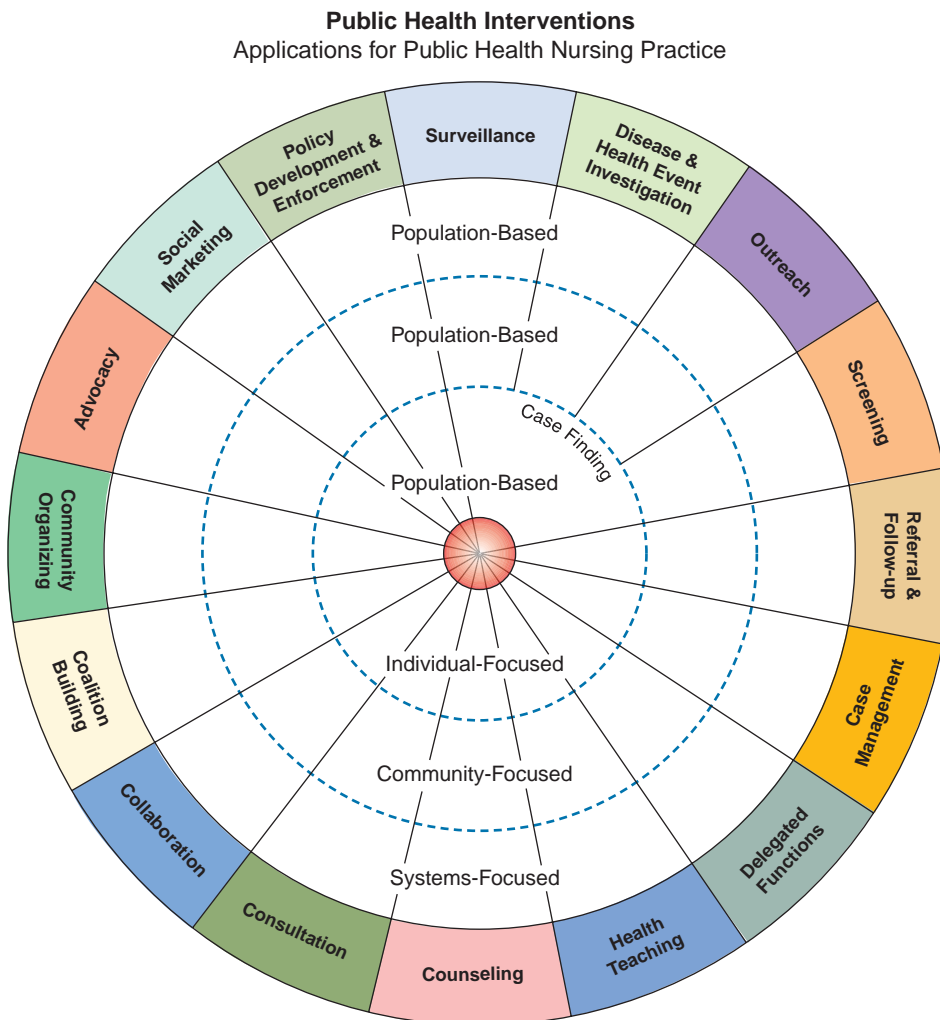 Public Health Interventions
Applications for Public Health Nursing Practice
Surveillance
Disease &
Health Event
Investigation
Outreach
Screening
Referral &
Follow-up
Case
Management
Delegated
Functions
Health
Teaching
Counseling
Consultation
Collaboration
Coalition
Building
Community
Organizing
Advocacy
Social
Marketing
Policy
Development &
Enforcement
Population-Based
Population-Based
Case Finding
Population-Based
Individual-Focused
Community-Focused
Systems-Focused